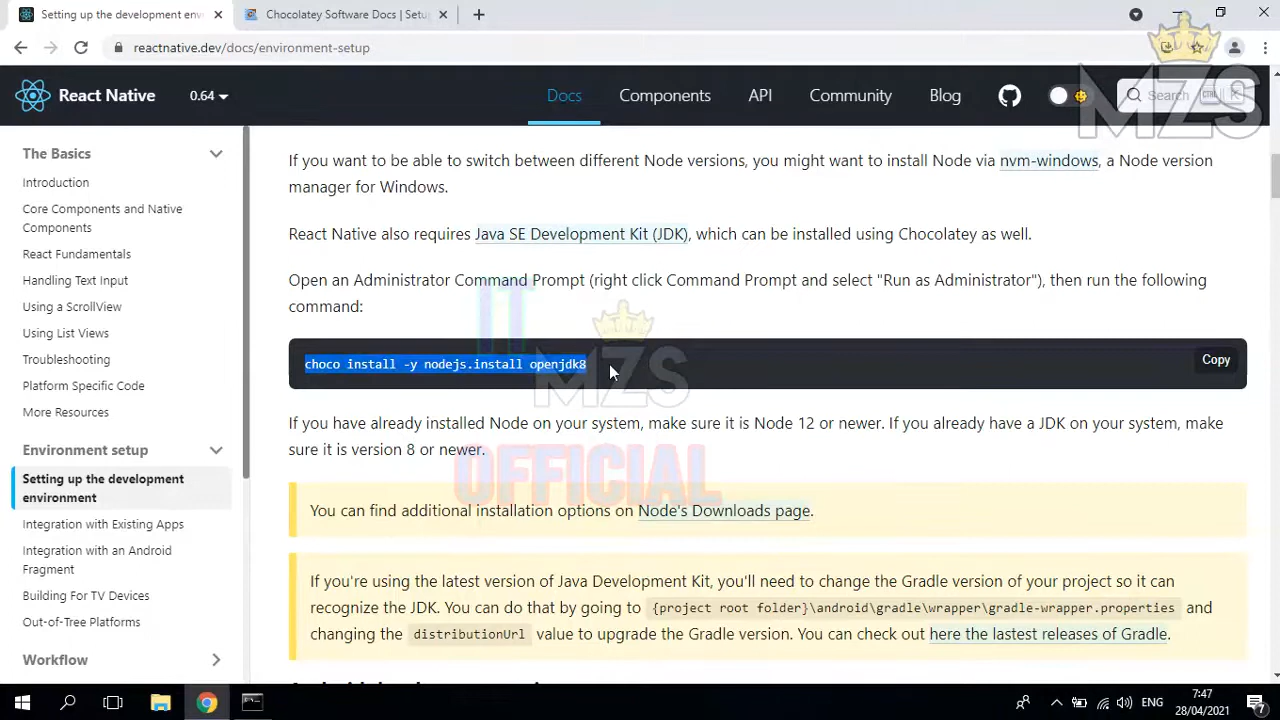 Setting up the development envi
Chocolatey Software Docs | Setu
reactnative.dev/docs/environment-setup
React Native
0.64
Docs
Components
API
Community
Blog
Search
MZS
The Basics
Introduction
Core Components and Native
Components
React Fundamentals
Handling Text Input
Using a ScrollView
Using List Views
Troubleshooting
Platform Specific Code
More Resources
Environment setup
Setting up the development
environment
Integration with Existing Apps
Integration with an Android
Fragment
Building For TV Devices
Out-of-Tree Platforms
Workflow
If you want to be able to switch between different Node versions, you might want to install Node via nvm-windows, a Node version
manager for Windows.
React Native also requires Java SE Development Kit (JDK), which can be installed using Chocolatey as well.
Open an Administrator Command Prompt (right click Command Prompt and select "Run as Administrator"), then run the following
command:
choco install -y nodejs.install openjdk8
Copy
IT
MZS
OFFICIAL
If you have already installed Node on your system, make sure it is Node 12 or newer. If you already have a JDK on your system, make
sure it is version 8 or newer.
You can find additional installation options on Node's Downloads page.
If you're using the latest version of Java Development Kit, you'll need to change the Gradle version of your project so it can
recognize the JDK. You can do that by going to {project root folder}\android\gradle\wrapper\gradle-wrapper.properties and
changing the distributionUrl value to upgrade the Gradle version. You can check out here the lastest releases of Gradle.
ENG
7:47
28/04/2021
7